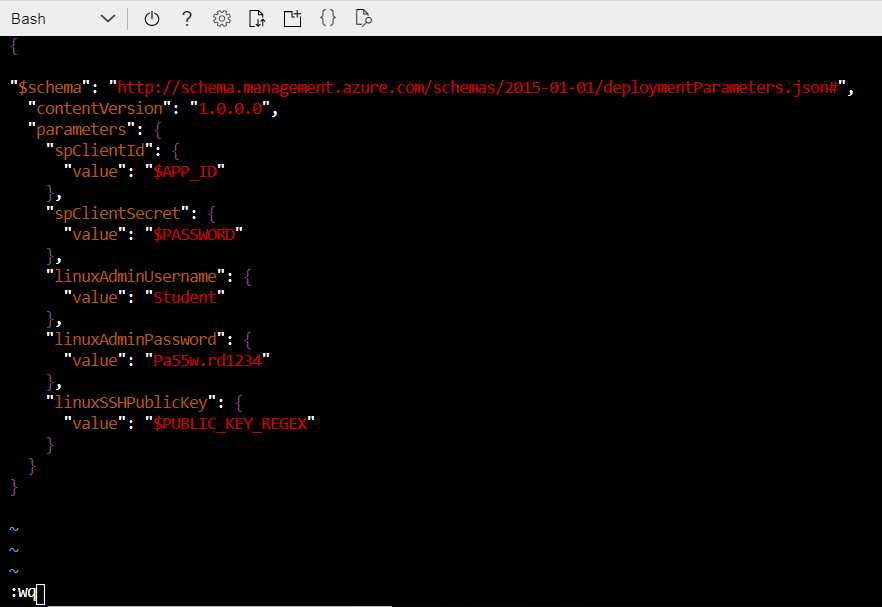 Bash
{
"$schema": "http://schema.management.azure.com/schemas/2015-01-01/deploymentParameters.json#",
"contentVersion": "1.0.0.0",
"parameters": {
"spClientId": {
"value": "$APP_ID"
},
"spClientSecret": {
"value": "$PASSWORD"
},
"linuxAdminUsername": {
"value": "Student"
},
"linuxAdminPassword": {
"value": "Pa55w.rd1234"
},
"linuxSSHPublicKey": {
"value": "$PUBLIC_KEY_REGEX"
}
}
}
~
~
~
:wq